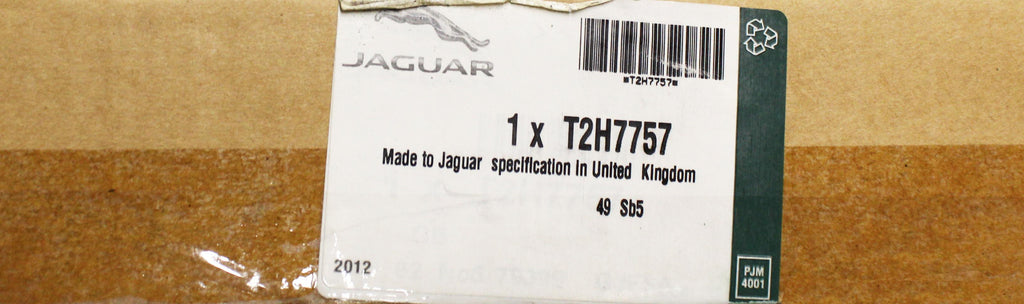 JAGUAR
*T2H7757*
1 x T2H7757
Made to Jaguar specification in United Kingdom
49 Sb5
2012
PJM
4001